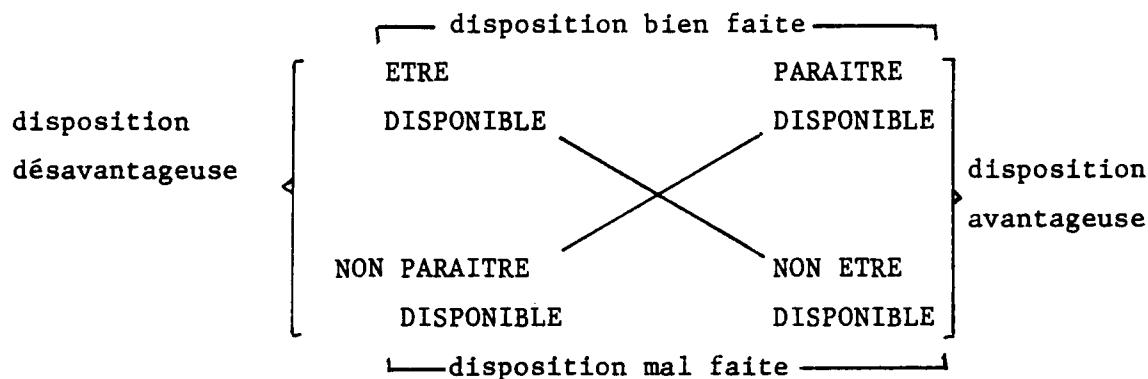 disposition bien faite
ETRE PARAITRE
disposition DISPONIBLE DISPONIBLE
désavantageuse disposition
avantageuse
NON PARAITRE NON ETRE
DISPONIBLE DISPONIBLE
disposition mal faite